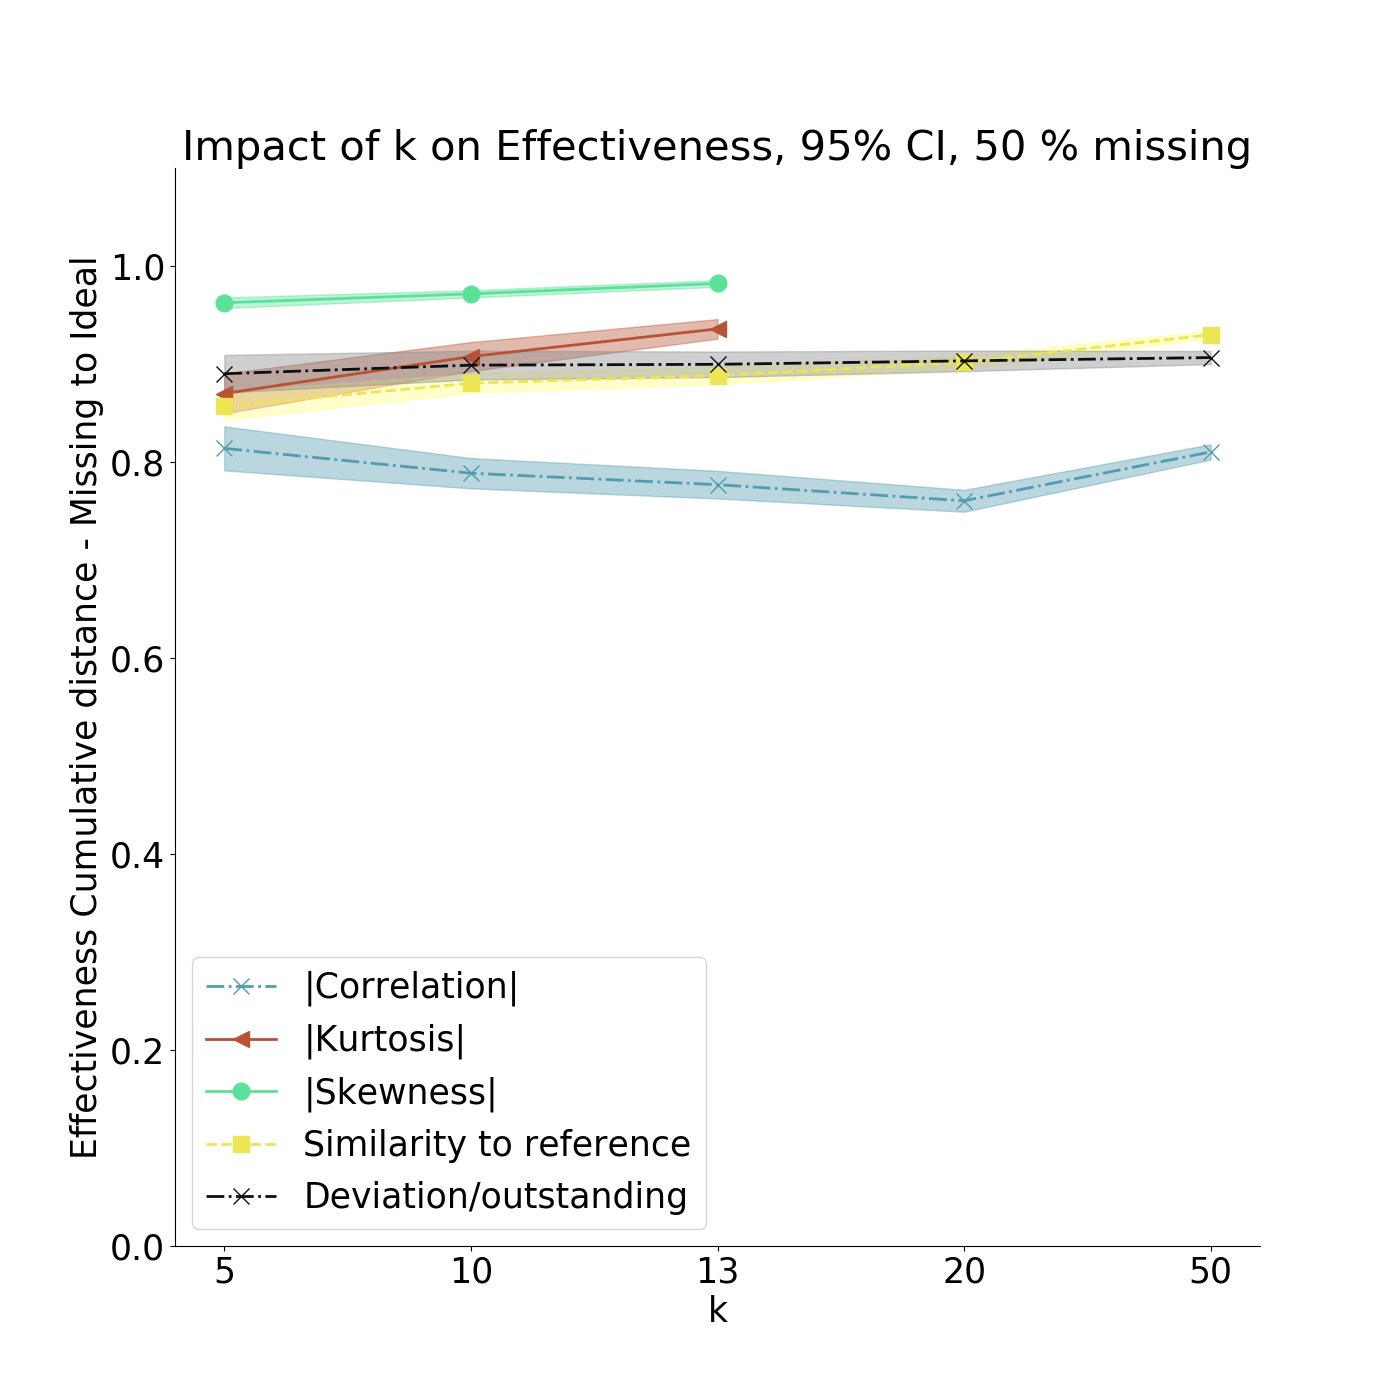 Impact of k on Effectiveness, 95% CI, 50 % missing
Effectiveness Cumulative distance - Missing to Ideal
1.0
0.8
0.6
0.4
0.2
0.0
|Correlation|
|Kurtosis|
|Skewness|
Similarity to reference
Deviation/outstanding
5 10 13 20 50
k